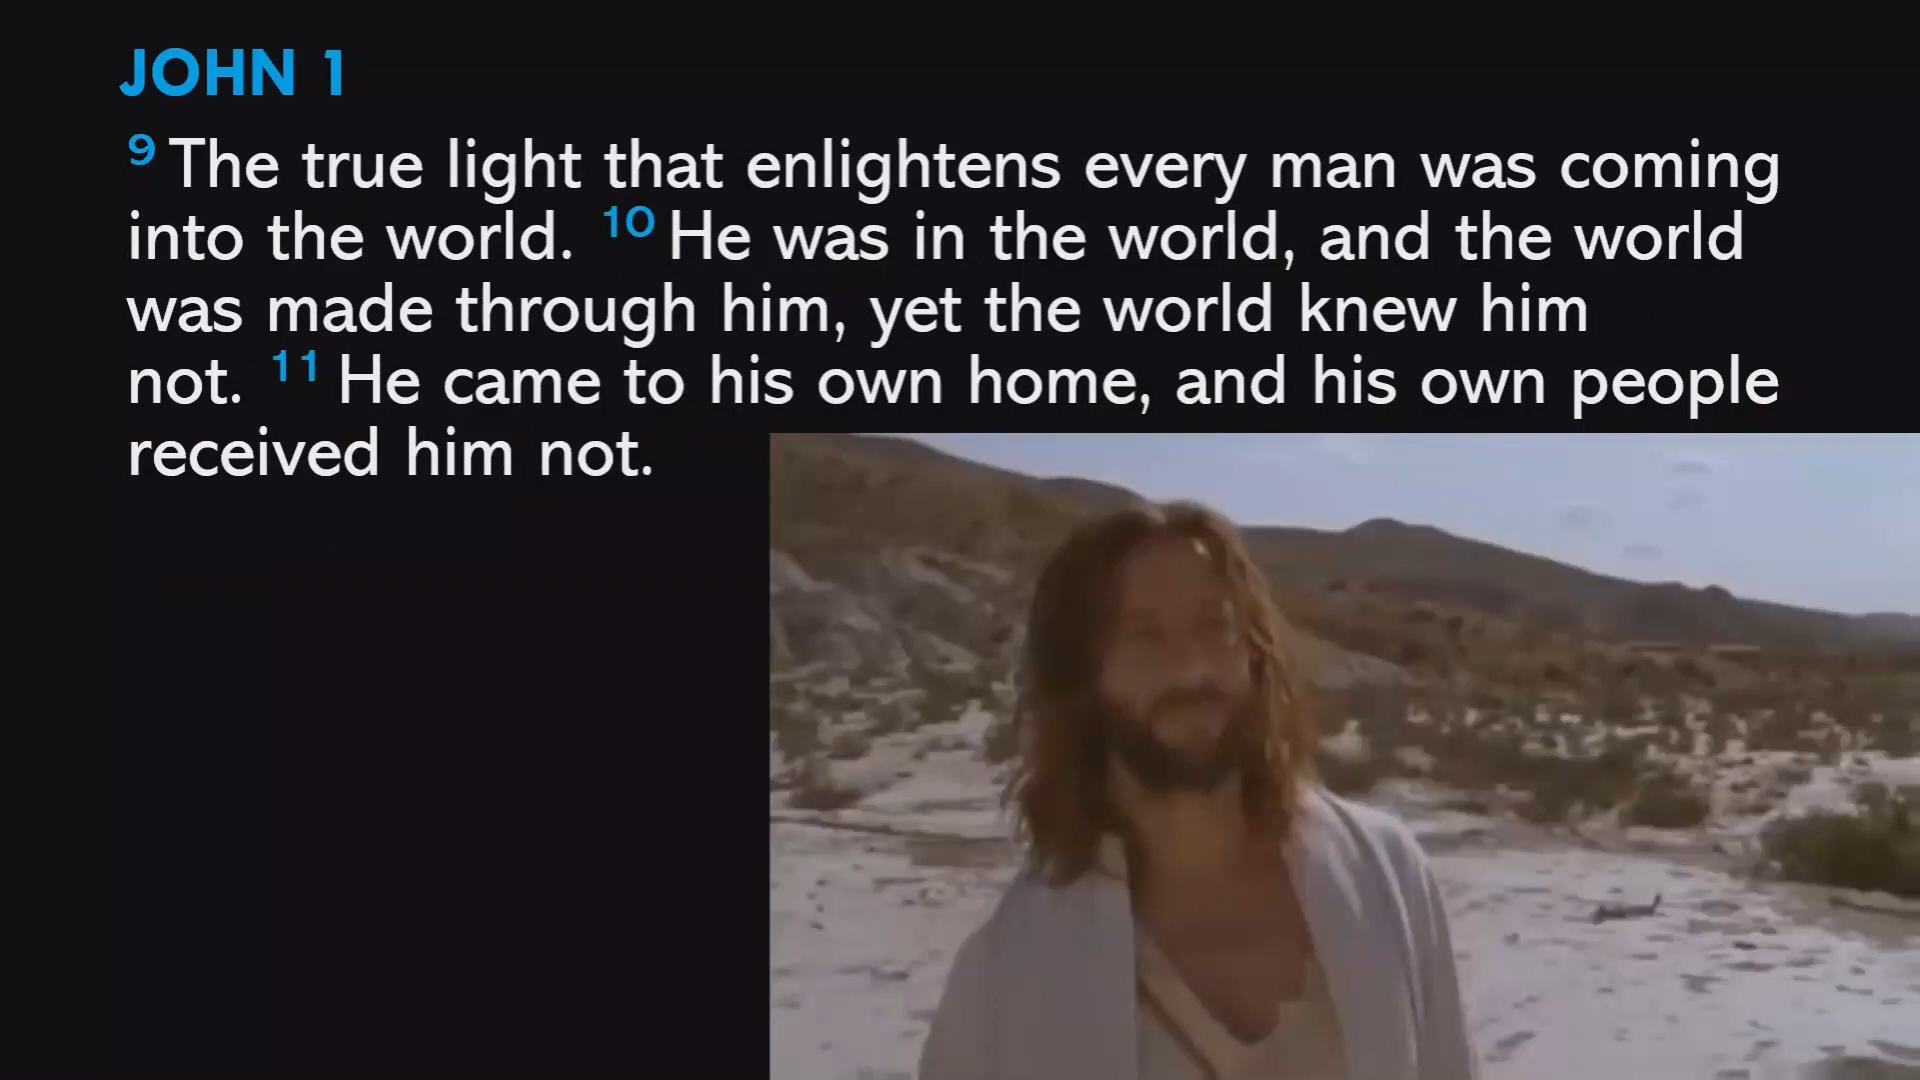 JOHN 1
9 The true light that enlightens every man was coming
into the world. 10 He was in the world, and the world
was made through him, yet the world knew him
not. 11 He came to his own home, and his own people
received him not.